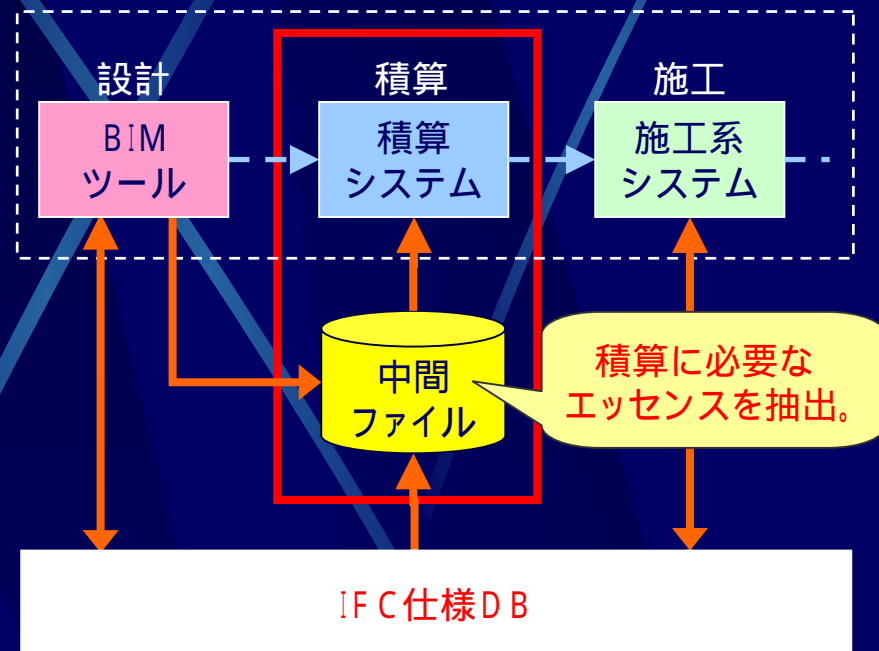 設計
積算
施工
BIM
ツール
積算
システム
施工系
システム
中間
ファイル
積算に必要な
エッセンスを抽出。
IFC仕様DB